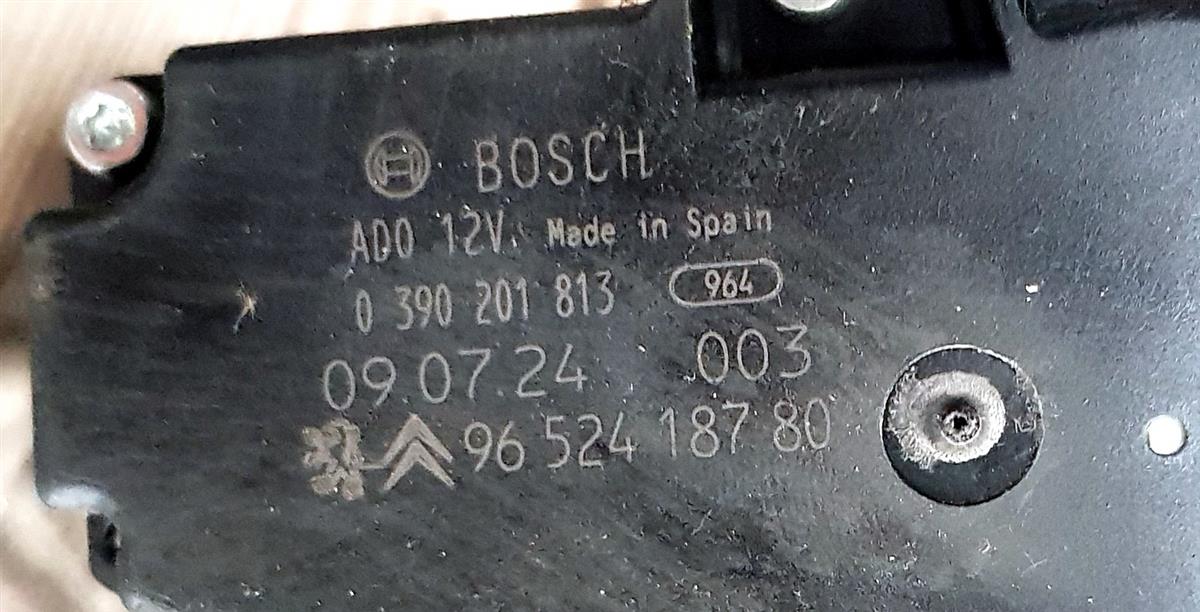 BOSCH
ADO 12V. Made in Spain
0 390 201 813 964
09.07.24 003
96 524 187 80